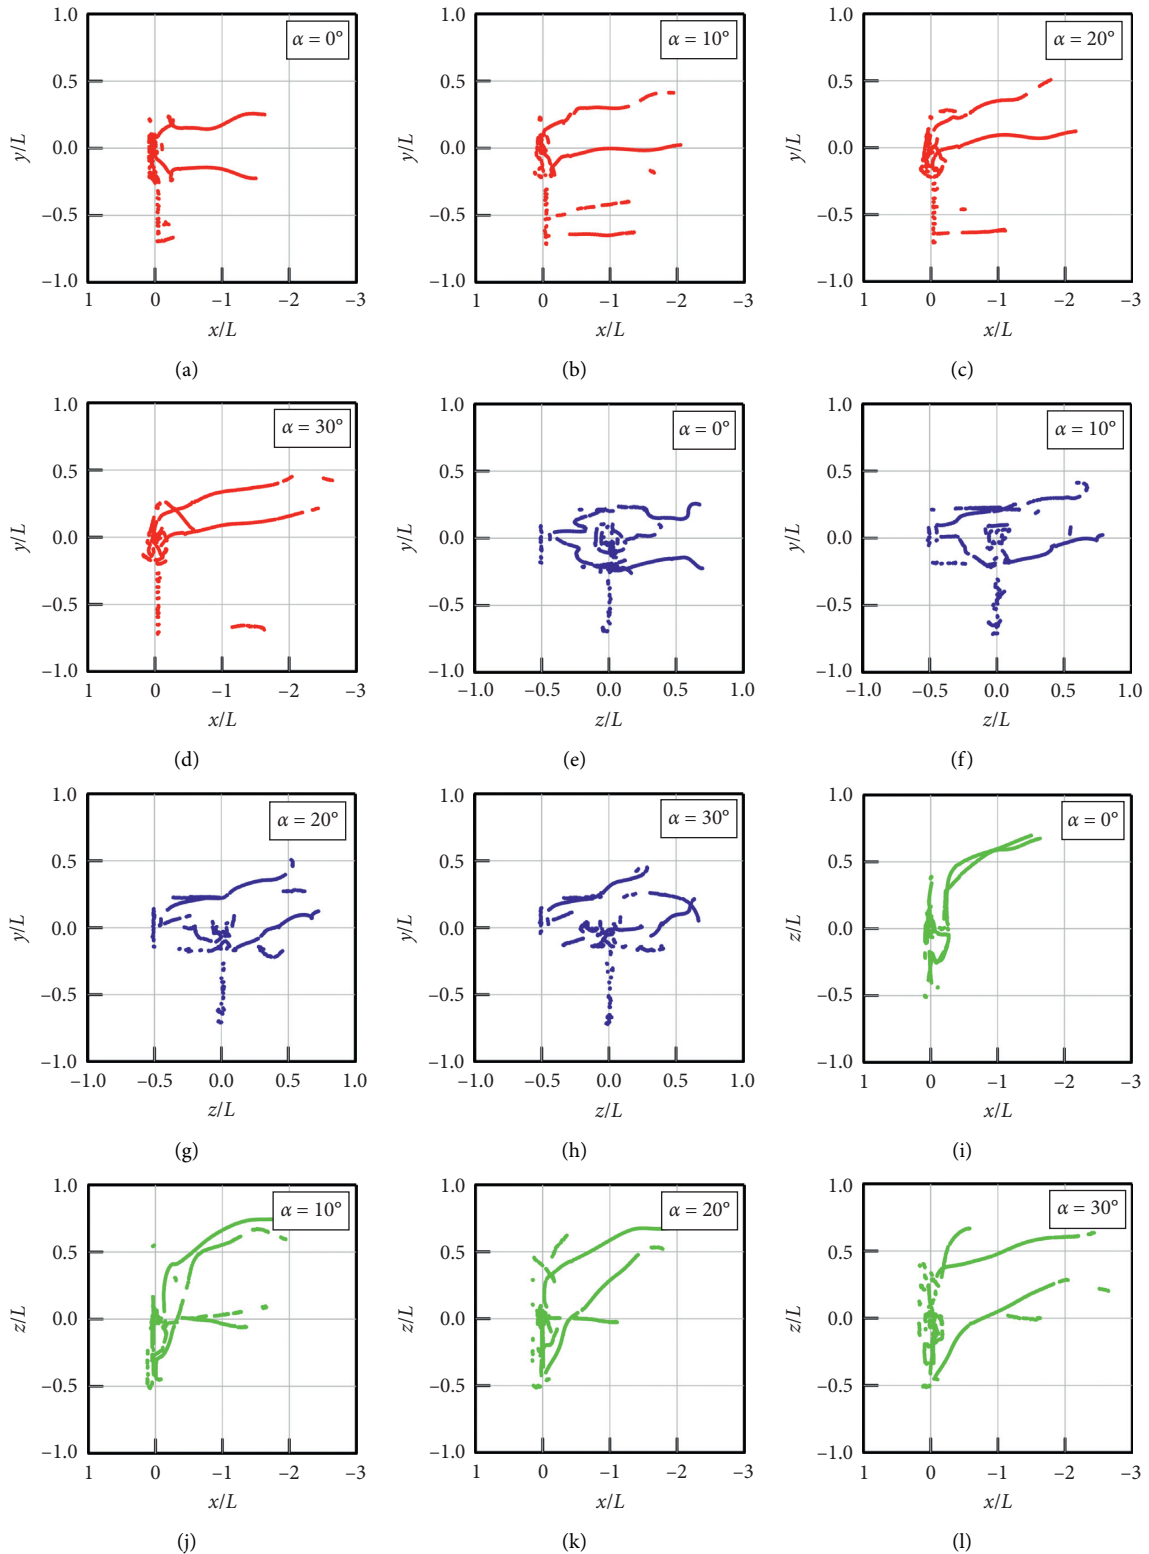 1.0 1.0 1.0
α = 0° α = 10° α = 20°
0.5 0.5 0.5
y/L 0.0 y/L 0.0 y/L 0.0
–0.5 –0.5 –0.5
–1.0 –1.0 –1.0
1 0 –1 –2 –3 1 0 –1 –2 –3 1 0 –1 –2 –3
x/L x/L x/L
(a) (b) (c)
1.0 1.0 1.0
α = 30° α = 0° α = 10°
0.5 0.5 0.5
y/L 0.0 y/L 0.0 y/L 0.0
–0.5 –0.5 –0.5
–1.0 –1.0 –1.0
1 0 –1 –2 –3 –1.0 –0.5 0.0 0.5 1.0 –1.0 –0.5 0.0 0.5 1.0
x/L z/L z/L
(d) (e) (f)
1.0 1.0 1.0
α = 20° α = 30° α = 0°
0.5 0.5 0.5
y/L 0.0 y/L 0.0 z/L 0.0
–0.5 –0.5 –0.5
–1.0 –1.0 –1.0
–1.0 –0.5 0.0 0.5 1.0 –1.0 –0.5 0.0 0.5 1.0 1 0 –1 –2 –3
z/L z/L x/L
(g) (h) (i)
1.0 1.0 1.0
α = 10° α = 20° α = 30°
0.5 0.5 0.5
z/L 0.0 z/L 0.0 z/L 0.0
–0.5 –0.5 –0.5
–1.0 –1.0 –1.0
1 0 –1 –2 –3 1 0 –1 –2 –3 1 0 –1 –2 –3
x/L x/L x/L
(j) (k) (l)